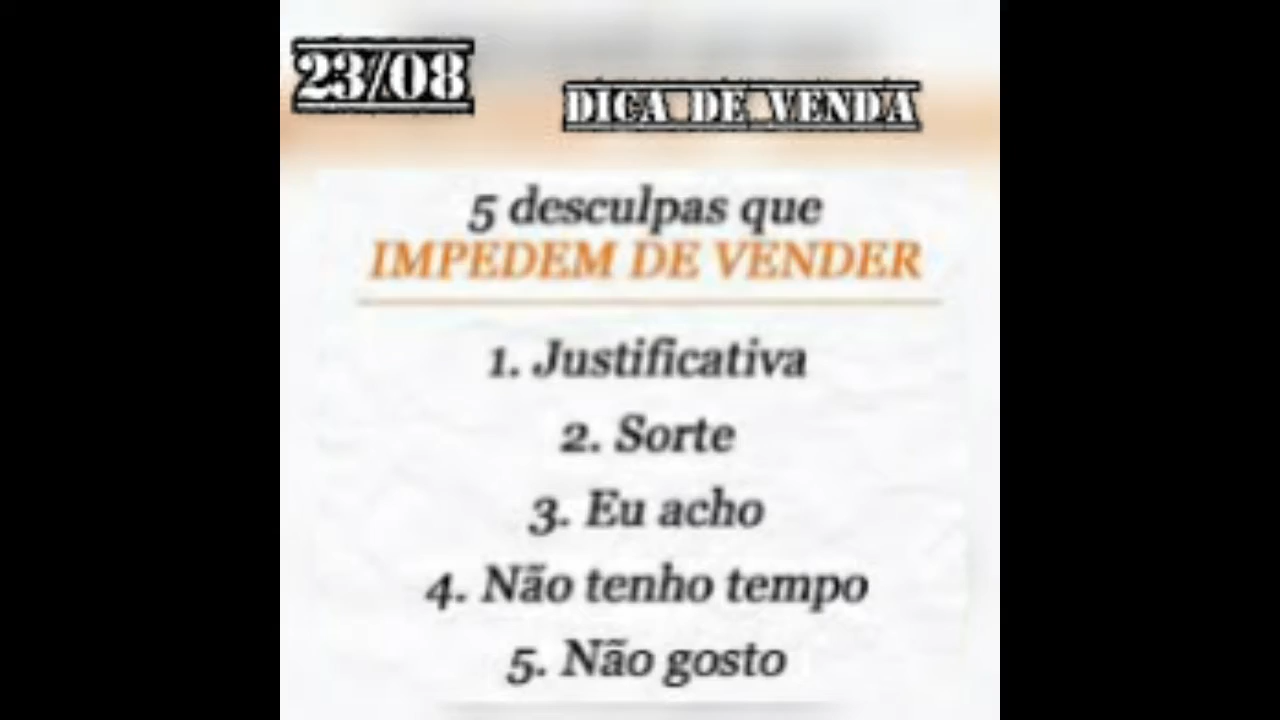 23/08
DICA DE VENDA
5 desculpas que
IMPEDEM DE VENDER
1. Justificativa
2. Sorte
3. Eu acho
4. Não tenho tempo
5. Não gosto